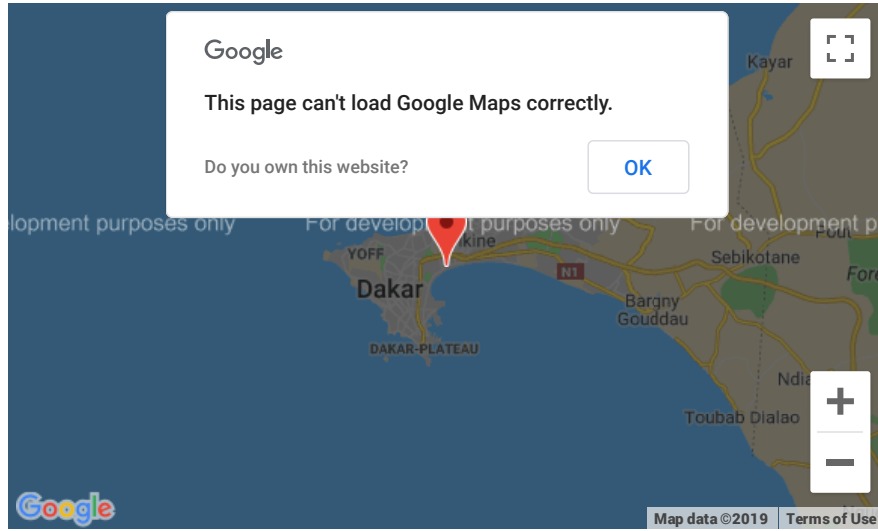 Google
This page can't load Google Maps correctly.
Do you own this website?
OK
Kayar
lopment purposes only
For develop
t purposes only
For development p
Pout
kine
YOFF
Sebikotane
N1
Fore
Dakar
Bargny
Gouddau
DAKAR-PLATEAU
Ndia
Toubab Dialao
Google
Map data ©2019
Terms of Use